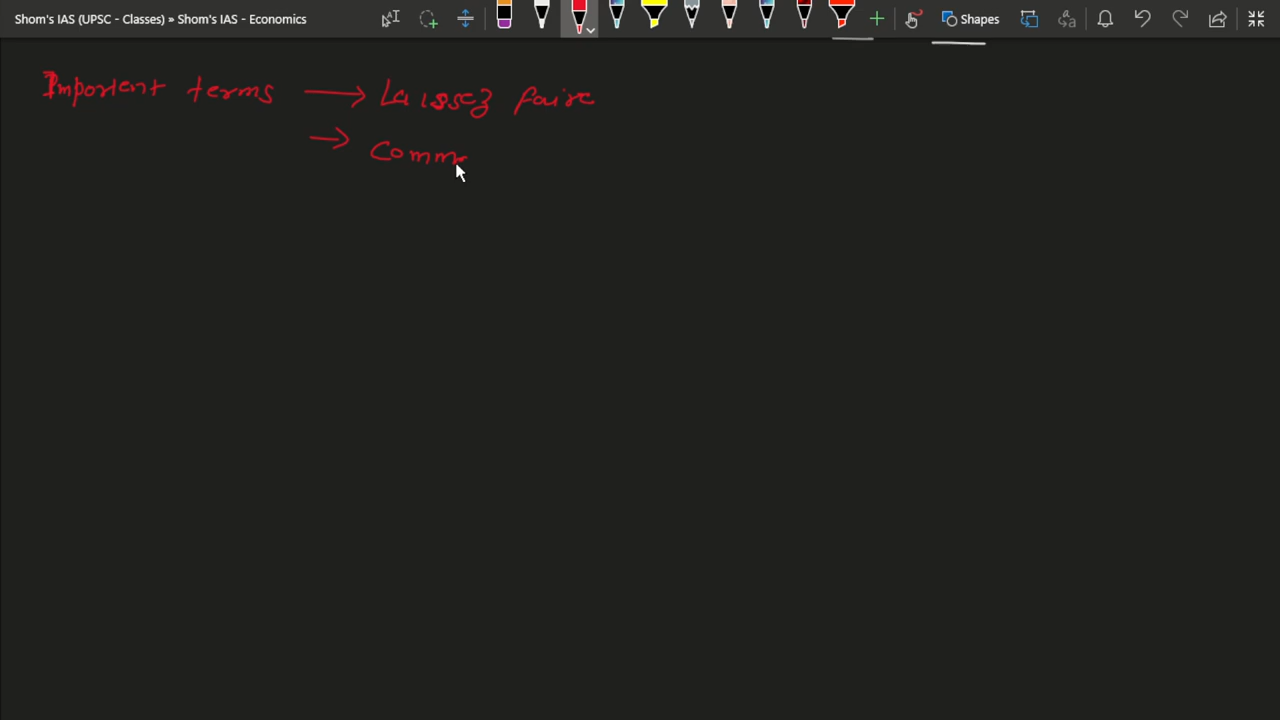 Shom's IAS (UPSC - Classes) » Shom's IAS - Economics
Shapes
Important terms → Laissez faire
→ Comm